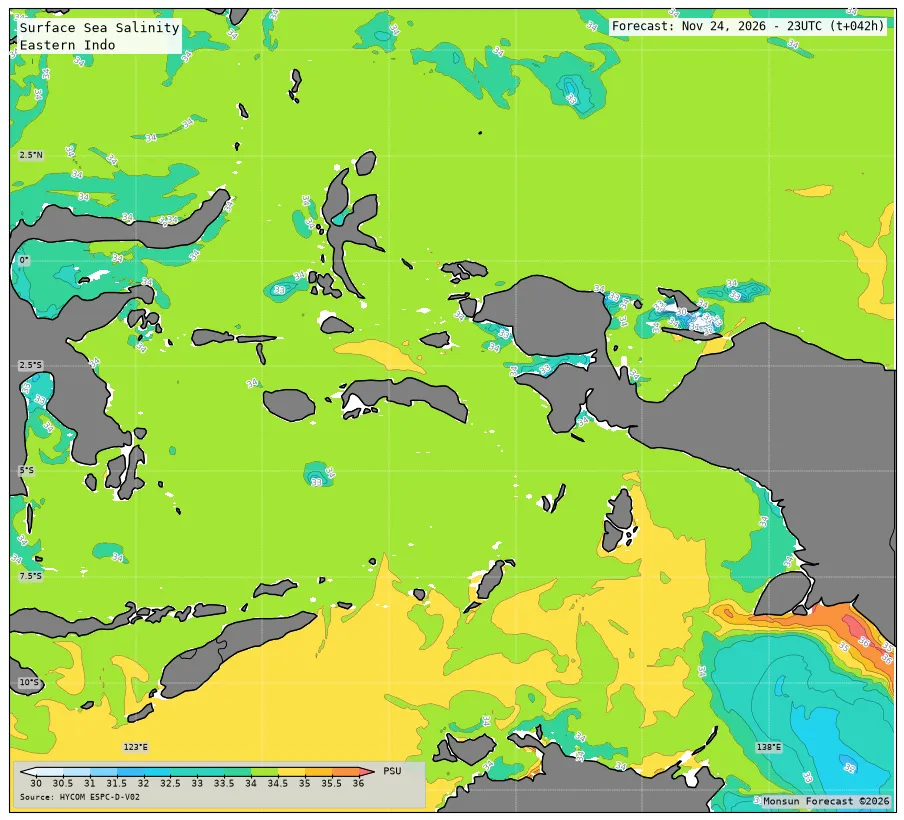 Surface Sea Salinity
Eastern Indo
Forecast: Nov 24, 2026 - 23UTC (t+042h)
2.5°N
0°
2.5°S
5°S
7.5°S
10°S
123°E
138°E
30 30.5 31 31.5 32 32.5 33 33.5 34 34.5 35 35.5 36 PSU
Source: HYCOM ESPC-D-V02
Monsun Forecast ©2026